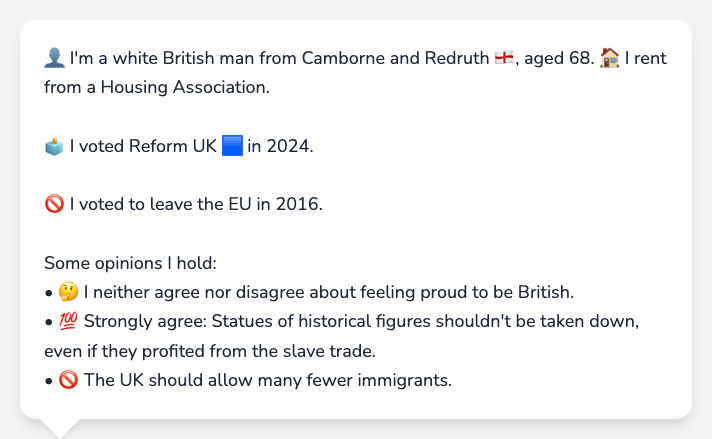 👤 I'm a white British man from Camborne and Redruth 🏴󠁧󠁢󠁥󠁮󠁧󠁿, aged 68. 🏠 I rent
from a Housing Association.
🗳️ I voted Reform UK 🟦 in 2024.
🚫 I voted to leave the EU in 2016.
Some opinions I hold:
• 🤔 I neither agree nor disagree about feeling proud to be British.
• 💯 Strongly agree: Statues of historical figures shouldn't be taken down,
even if they profited from the slave trade.
• 🚫 The UK should allow many fewer immigrants.